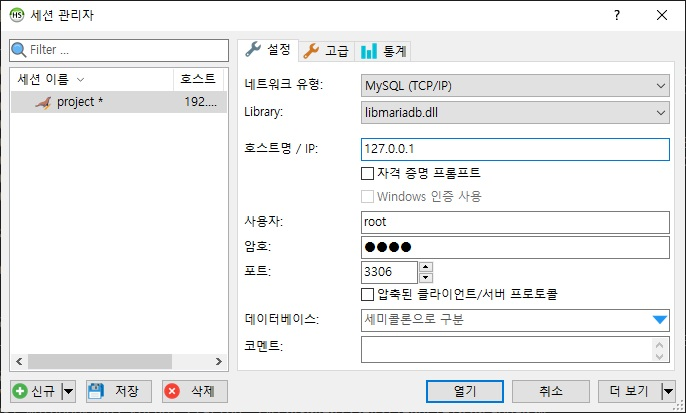 HS 세션 관리자
Filter ...
세션 이름 호스트
project * 192....
설정 고급 통계
네트워크 유형: MySQL (TCP/IP)
Library: libmariadb.dll
호스트명 / IP: 127.0.0.1
자격 증명 프롬프트
Windows 인증 사용
사용자: root
암호: ●●●●
포트: 3306
압축된 클라이언트/서버 프로토콜
데이터베이스: 세미콜론으로 구분
코멘트:
신규 저장 삭제 열기 취소 더 보기